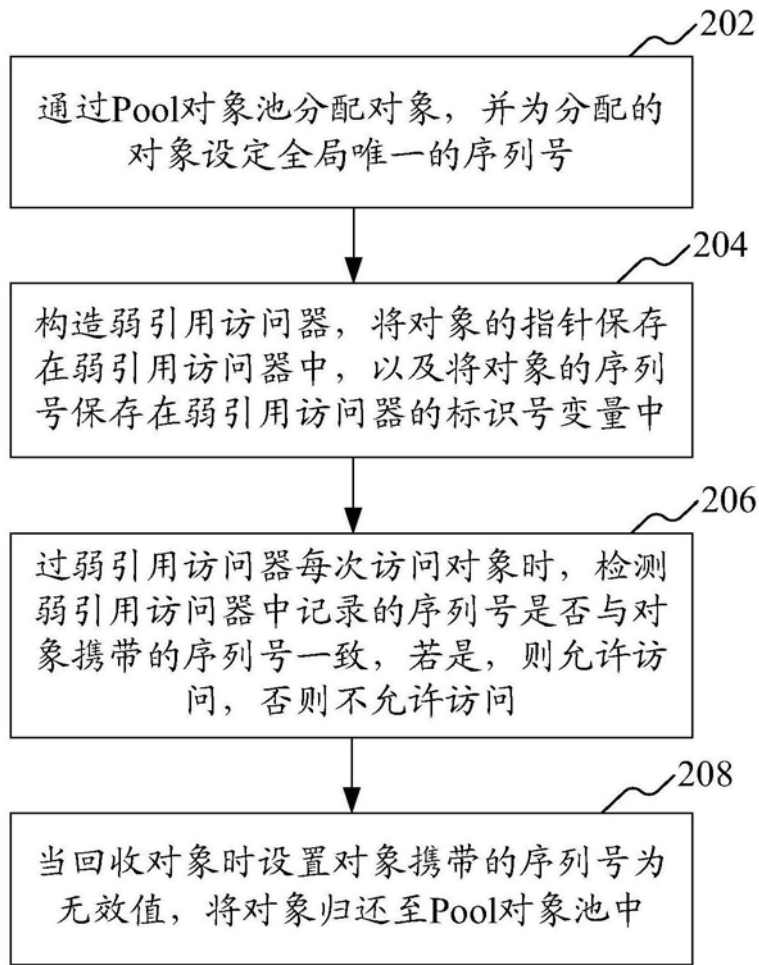 202
通过Pool对象池分配对象，并为分配的
对象设定全局唯一的序列号
204
构造弱引用访问器，将对象的指针保存
在弱引用访问器中，以及将对象的序列
号保存在弱引用访问器的标识号变量中
206
过弱引用访问器每次访问对象时，检测
弱引用访问器中记录的序列号是否与对
象携带的序列号一致，若是，则允许访
问，否则不允许访问
208
当回收对象时设置对象携带的序列号为
无效值，将对象归还至Pool对象池中